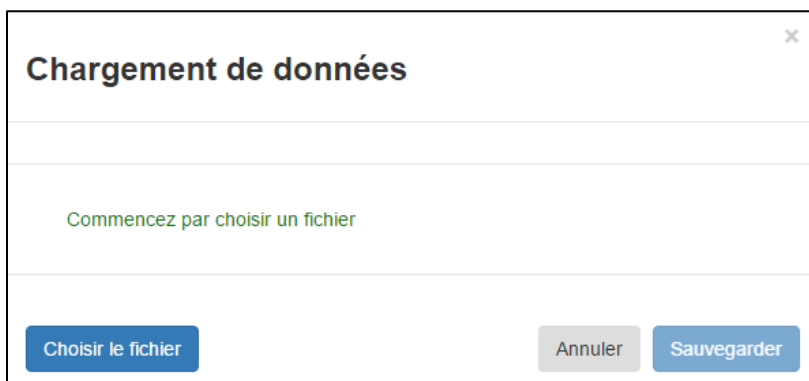 ×
Chargement de données
Commencez par choisir un fichier
Choisir le fichier
Annuler
Sauvegarder